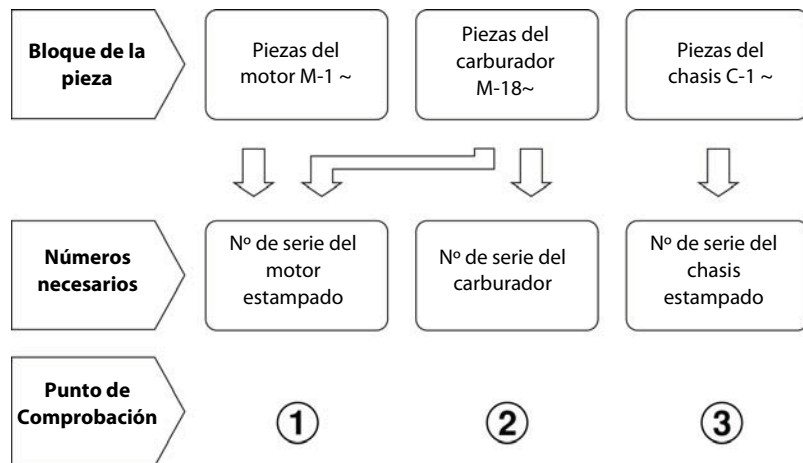 Bloque de la
pieza
Piezas del
motor M-1 ~
Piezas del
carburador
M-18~
Piezas del
chasis C-1 ~
Números
necesarios
Nº de serie del
motor
estampado
Nº de serie del
carburador
Nº de serie del
chasis
estampado
Punto de
Comprobación
1
2
3